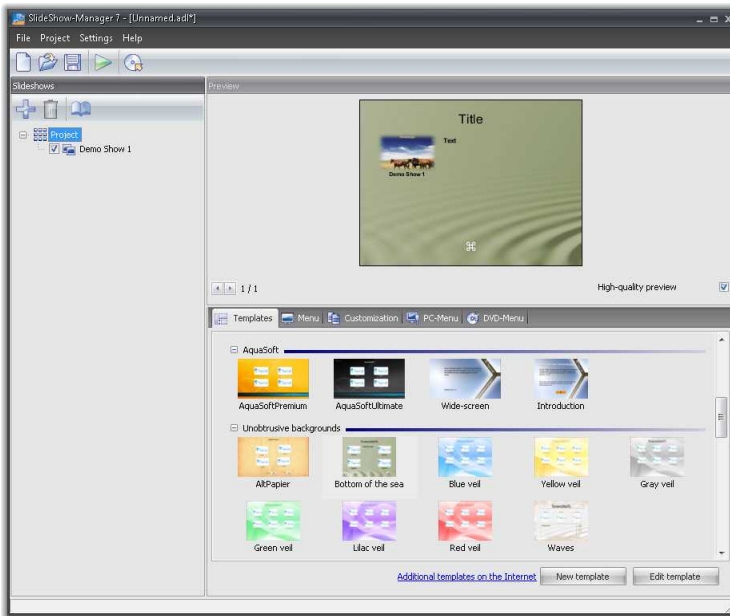 SlideShow-Manager 7 - [Unnamed.adl*]
File Project Settings Help
Slideshows
Preview
Project
Demo Show 1
Title
Text
Demo Show 1
1 / 1
High-quality preview
Templates Menu Customization PC-Menu DVD-Menu
AquaSoft
AquaSoftPremium AquaSoftUltimate Wide-screen Introduction
Unobtrusive backgrounds
AltPapier Bottom of the sea Blue veil Yellow veil Gray veil
Green veil Lilac veil Red veil Waves
Additional templates on the Internet New template Edit template